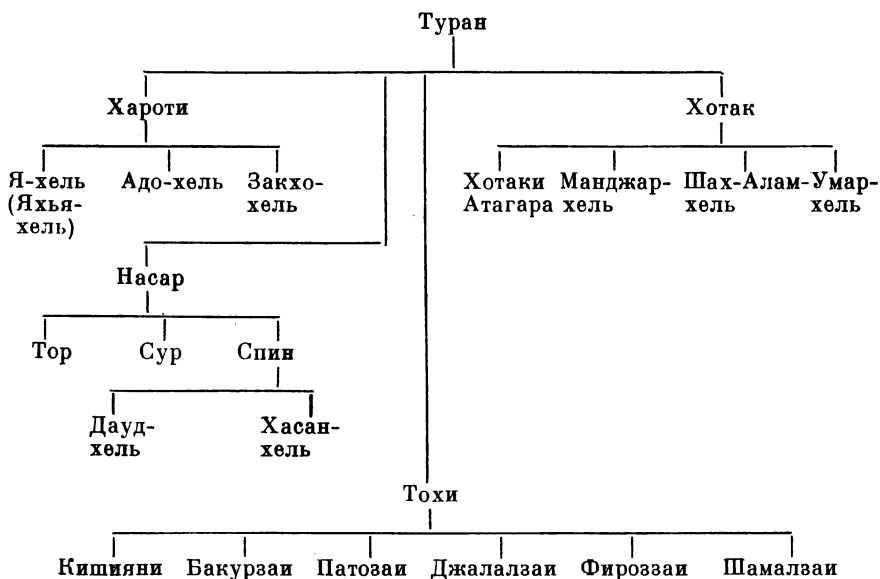 Туран
Хароти Хотак
Я-хель Адо-хель Закхо- Хотаки Манджар- Шах-Алам- Умар-
(Яхья- хель Атагара хель хель хель
хель)
Насар
Тор Сур Спин
Дауд- Хасан-
хель хель
Тохи
Кишияни Бакурзаи Патозаи Джалалзаи Фироззаи Шамалзаи